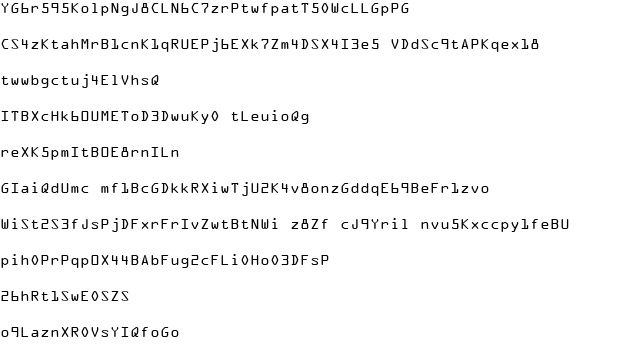 YG6r595KolpNgJ8CLN6C7zrPtwfpatT50WcLLGpPG
CS4zKtahMrB1cnK1qRUEPj6EXk7Zm4DSX4I3e5 VDdSc9tAPKqex18
twwbgctuj4ElVhsQ
ITBXcHk6OUMEToD3DwuKy0 tLeuioQg
reXK5pmItBOE8rnILn
GIaiQdUmc mf1BcGDkkRXiwTjU2K4v8onzGddqE69BeFr1zvo
WiSt2S3fJsPjDFxrFrIvZwtBtNWi z8Zf cJ9Yril nvu5Kxccpy1feBU
pih0PrPqpOX44BAbFug2cFLi0Ho03DFsP
26hRt1SwE0SZS
o9LaznXR0VsYIQfoGo